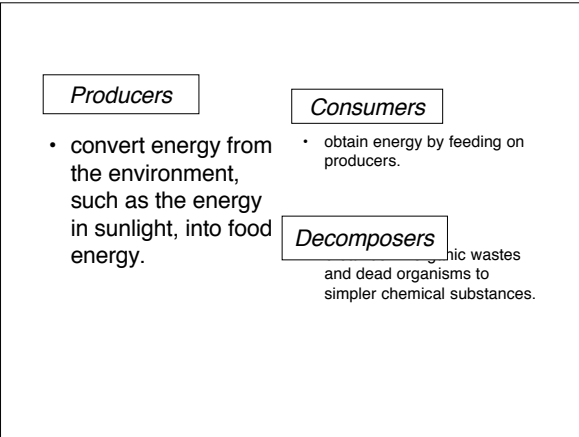 Producers
• convert energy from
the environment,
such as the energy
in sunlight, into food
energy.
Consumers
• obtain energy by feeding on
producers.
Decomposers
wastes
and dead organisms to
simpler chemical substances.